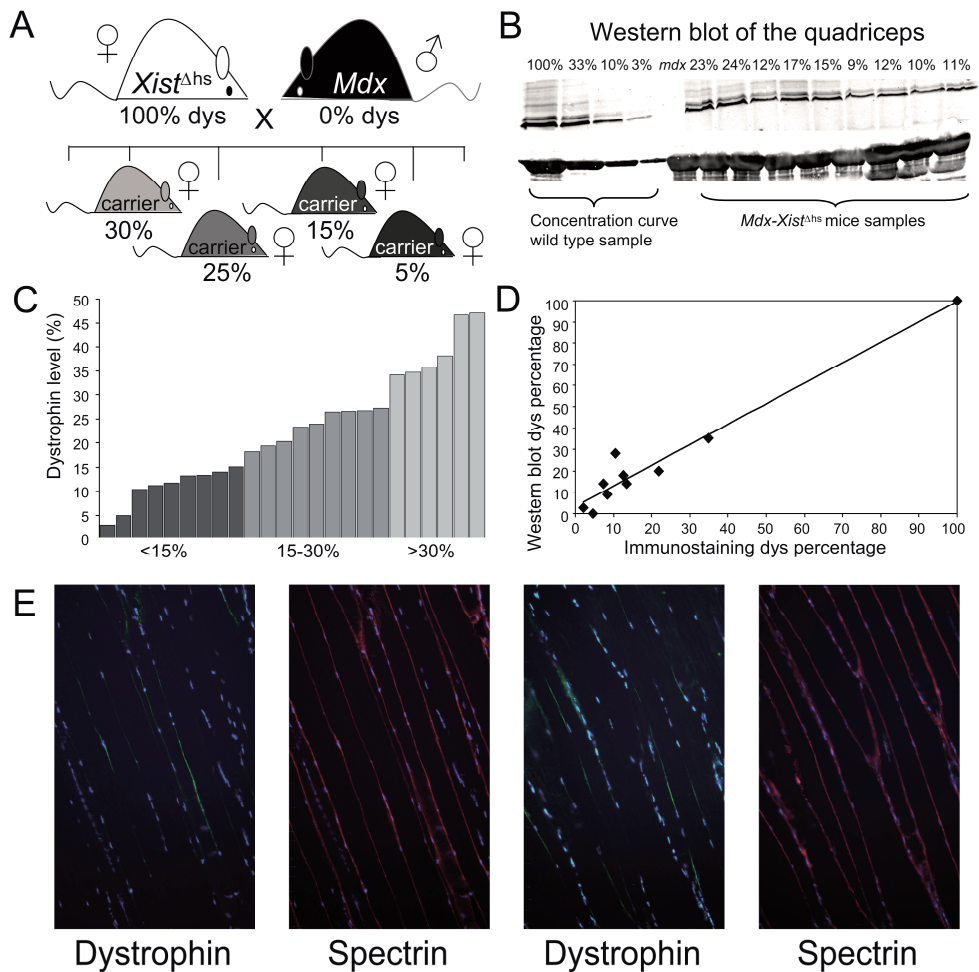 A
♀
♂
Xist^Δhs
Mdx
100% dys
X
0% dys
♀
♀
carrier
carrier
30%
15%
carrier
♀
carrier
♀
25%
5%
B
Western blot of the quadriceps
100% 33% 10% 3% mdx 23% 24% 12% 17% 15% 9% 12% 10% 11%
Concentration curve
wild type sample
Mdx-Xist^Δhs mice samples
C
Dystrophin level (%)
50
45
40
35
30
25
20
15
10
5
0
<15%
15-30%
>30%
D
Western blot dys percentage
100
90
80
70
60
50
40
30
20
10
0
0 10 20 30 40 50 60 70 80 90 100
Immunostaining dys percentage
E
Dystrophin
Spectrin
Dystrophin
Spectrin